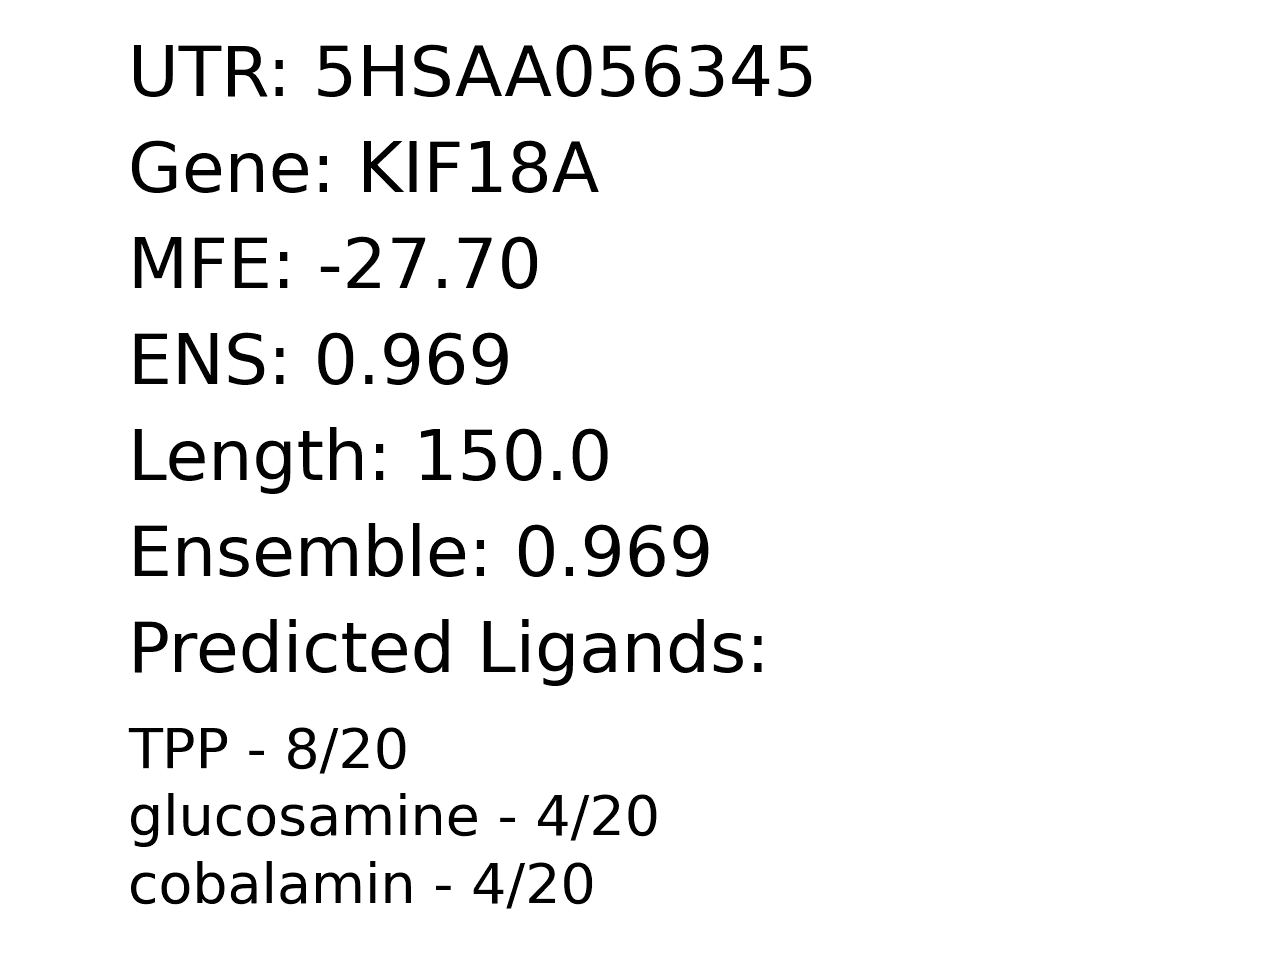 UTR: 5HSAA056345
Gene: KIF18A
MFE: -27.70
ENS: 0.969
Length: 150.0
Ensemble: 0.969
Predicted Ligands:
TPP - 8/20
glucosamine - 4/20
cobalamin - 4/20